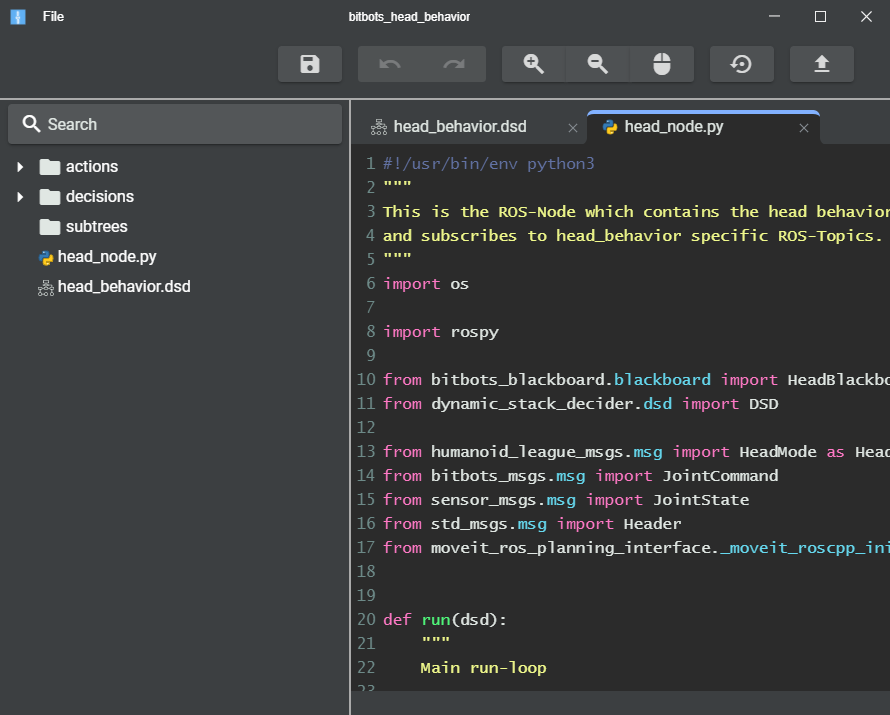 File
bitbots_head_behavior
Search
actions
decisions
subtrees
head_node.py
head_behavior.dsd
head_behavior.dsd
head_node.py
1 #!/usr/bin/env python3
2 """
3 This is the ROS-Node which contains the head behavior
4 and subscribes to head_behavior specific ROS-Topics.
5 """
6 import os
7
8 import rospy
9
10 from bitbots_blackboard.blackboard import HeadBlackbo
11 from dynamic_stack_decider.dsd import DSD
12
13 from humanoid_league_msgs.msg import HeadMode as Head
14 from bitbots_msgs.msg import JointCommand
15 from sensor_msgs.msg import JointState
16 from std_msgs.msg import Header
17 from moveit_ros_planning_interface._moveit_roscpp_ini
18
19
20 def run(dsd):
21     """
22     Main run-loop
23